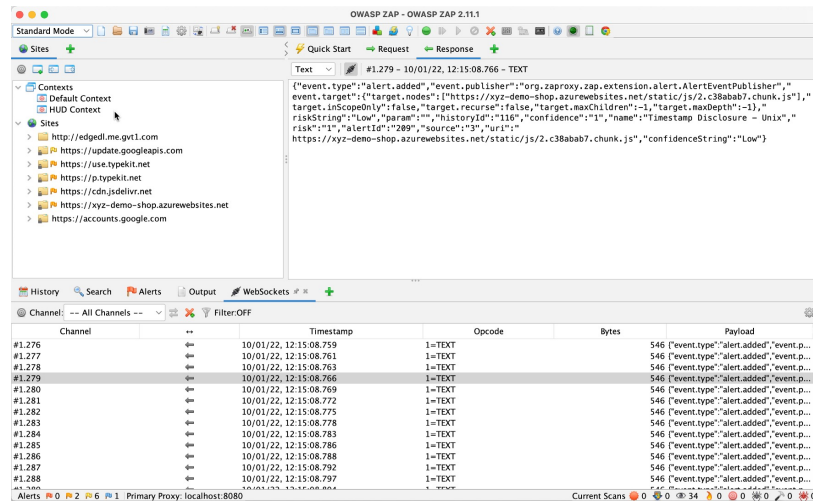 OWASP ZAP - OWASP ZAP 2.11.1
Standard Mode
Sites
Quick Start Request Response
Text #1.279 - 10/01/22, 12:15:08.766 - TEXT
Contexts
Default Context
HUD Context
Sites
http://edgedl.me.gvt1.com
https://update.googleapis.com
https://use.typekit.net
https://p.typekit.net
https://cdn.jsdelivr.net
https://xyz-demo-shop.azurewebsites.net
https://accounts.google.com
{"event.type":"alert.added","event.publisher":"org.zaproxy.zap.extension.alert.AlertEventPublisher","
event.target":{"target.nodes":["https://xyz-demo-shop.azurewebsites.net/static/js/2.c38abab7.chunk.js"],"
target.inScopeOnly":false,"target.recurse":false,"target.maxChildren":-1,"target.maxDepth":-1},"
riskString":"Low","param":"","historyId":"116","confidence":"1","name":"Timestamp Disclosure - Unix","
risk":"1","alertId":"209","source":"3","uri":"
https://xyz-demo-shop.azurewebsites.net/static/js/2.c38abab7.chunk.js","confidenceString":"Low"}
History Search Alerts Output WebSockets
Channel: -- All Channels -- Filter:OFF
Channel ↔ Timestamp Opcode Bytes Payload
#1.276 10/01/22, 12:15:08.759 1=TEXT 546 {"event.type":"alert.added","event.p...
#1.277 10/01/22, 12:15:08.761 1=TEXT 546 {"event.type":"alert.added","event.p...
#1.278 10/01/22, 12:15:08.763 1=TEXT 546 {"event.type":"alert.added","event.p...
#1.279 10/01/22, 12:15:08.766 1=TEXT 546 {"event.type":"alert.added","event.p...
#1.280 10/01/22, 12:15:08.769 1=TEXT 546 {"event.type":"alert.added","event.p...
#1.281 10/01/22, 12:15:08.772 1=TEXT 546 {"event.type":"alert.added","event.p...
#1.282 10/01/22, 12:15:08.775 1=TEXT 546 {"event.type":"alert.added","event.p...
#1.283 10/01/22, 12:15:08.778 1=TEXT 546 {"event.type":"alert.added","event.p...
#1.284 10/01/22, 12:15:08.783 1=TEXT 546 {"event.type":"alert.added","event.p...
#1.285 10/01/22, 12:15:08.786 1=TEXT 546 {"event.type":"alert.added","event.p...
#1.286 10/01/22, 12:15:08.788 1=TEXT 546 {"event.type":"alert.added","event.p...
#1.287 10/01/22, 12:15:08.792 1=TEXT 546 {"event.type":"alert.added","event.p...
#1.288 10/01/22, 12:15:08.797 1=TEXT 546 {"event.type":"alert.added","event.p...
Alerts 0 2 6 1 Primary Proxy: localhost:8080 Current Scans 0 0 34 0 0 0 0